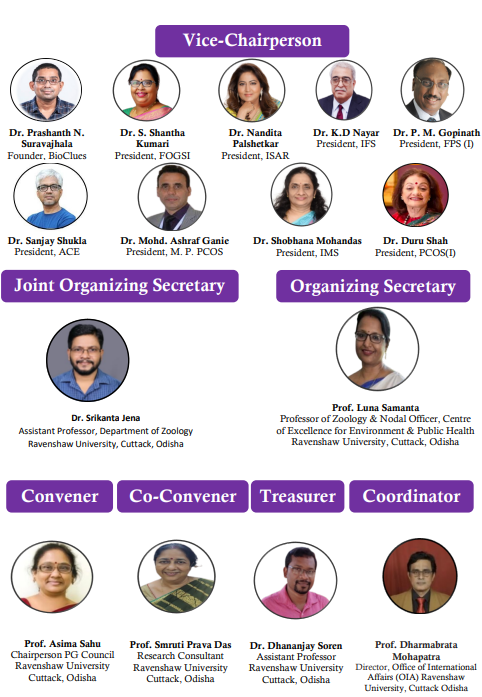 Vice-Chairperson
Dr. Prashanth N. Suravajhala
Founder, BioClues
Dr. S. Shantha Kumari
President, FOGSI
Dr. Nandita Palshetkar
President, ISAR
Dr. K.D Nayar
President, IFS
Dr. P. M. Gopinath
President, FPS (I)
Dr. Sanjay Shukla
President, ACE
Dr. Mohd. Ashraf Ganie
President, M. P. PCOS
Dr. Shobhana Mohandas
President, IMS
Dr. Duru Shah
President, PCOS(I)
Joint Organizing Secretary
Dr. Srikanta Jena
Assistant Professor, Department of Zoology
Ravenshaw University, Cuttack, Odisha
Organizing Secretary
Prof. Luna Samanta
Professor of Zoology & Nodal Officer, Centre
of Excellence for Environment & Public Health
Ravenshaw University, Cuttack, Odisha
Convener
Prof. Asima Sahu
Chairperson PG Council
Ravenshaw University
Cuttack, Odisha
Co-Convener
Prof. Smruti Prava Das
Research Consultant
Ravenshaw University
Cuttack, Odisha
Treasurer
Dr. Dhananjay Soren
Assistant Professor
Ravenshaw University
Cuttack, Odisha
Coordinator
Prof. Dharmabrata
Mohapatra
Director, Office of International
Affairs (OIA) Ravenshaw
University, Cuttack Odisha